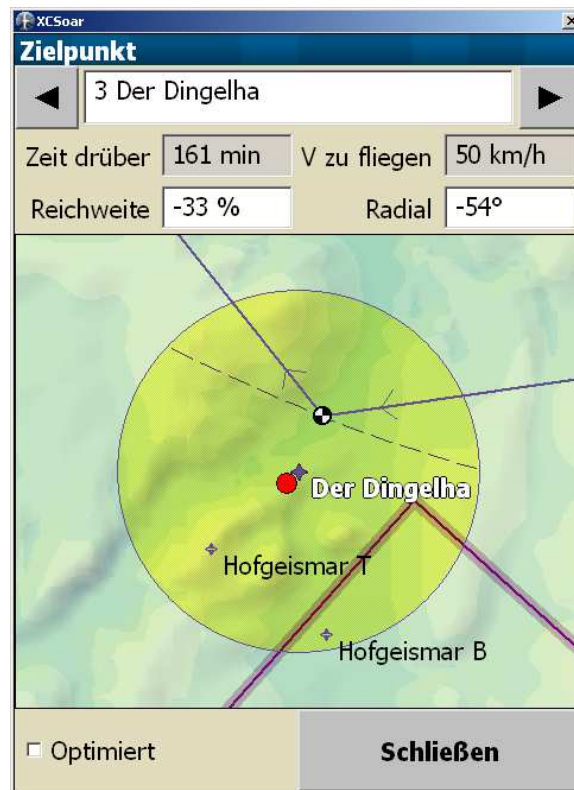 XCSoar
Zielpunkt
3 Der Dingelha
Zeit drüber 161 min V zu fliegen 50 km/h
Reichweite -33 % Radial -54°
Der Dingelha
Hofgeismar T
Hofgeismar B
Optimiert Schließen